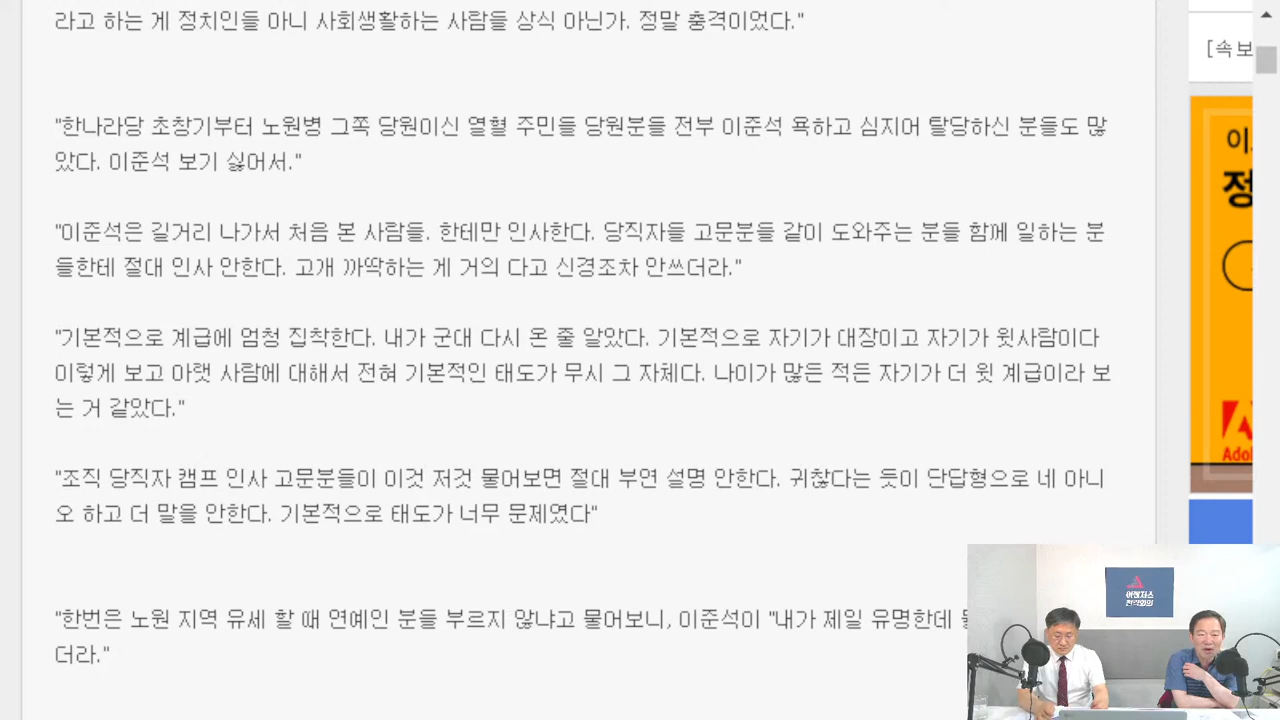 라고 하는 게 정치인들 아니 사회생활하는 사람들 상식 아닌가. 정말 충격이었다."
[속보
"한나라당 초창기부터 노원병 그쪽 당원이신 열혈 주민들 당원분들 전부 이준석 욕하고 심지어 탈당하신 분들도 많
았다. 이준석 보기 싫어서."
이
정
"이준석은 길거리 나가서 처음 본 사람들. 한테만 인사한다. 당직자들 고문분들 같이 도와주는 분들 함께 일하는 분
들한테 절대 인사 안한다. 고개 까딱하는 게 거의 다고 신경조차 안쓰더라."
"기본적으로 계급에 엄청 집착한다. 내가 군대 다시 온 줄 알았다. 기본적으로 자기가 대장이고 자기가 윗사람이다
이렇게 보고 아랫 사람에 대해서 전혀 기본적인 태도가 무시 그 자체다. 나이가 많든 적든 자기가 더 윗 계급이라 보
는 거 같았다."
Adob
"조직 당직자 캠프 인사 고문분들이 이것 저것 물어보면 절대 부연 설명 안한다. 귀찮다는 듯이 단답형으로 네 아니
오 하고 더 말을 안한다. 기본적으로 태도가 너무 문제였다"
"한번은 노원 지역 유세 할 때 연예인 분들 부르지 않냐고 물어보니, 이준석이 "내가 제일 유명한데
더라."
어벤저스
전략회의